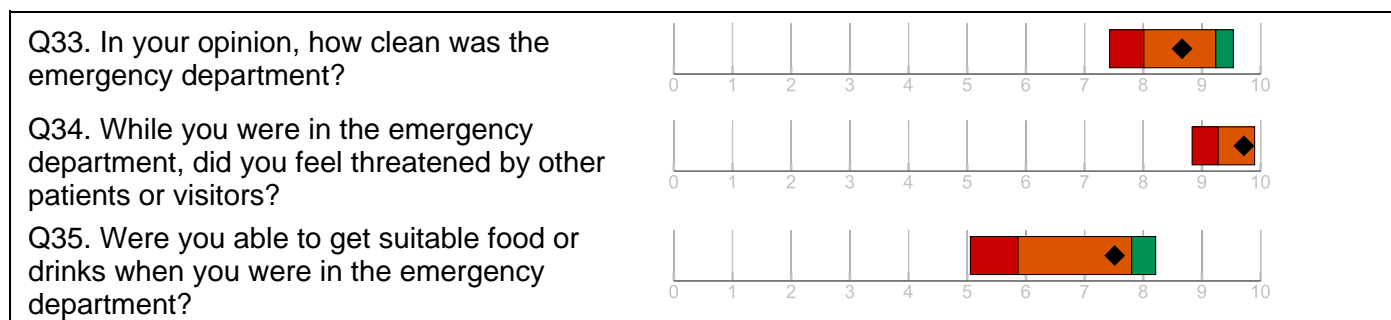 Q33. In your opinion, how clean was the
emergency department?
0 1 2 3 4 5 6 7 8 9 10
Q34. While you were in the emergency
department, did you feel threatened by other
patients or visitors?
0 1 2 3 4 5 6 7 8 9 10
Q35. Were you able to get suitable food or
drinks when you were in the emergency
department?
0 1 2 3 4 5 6 7 8 9 10